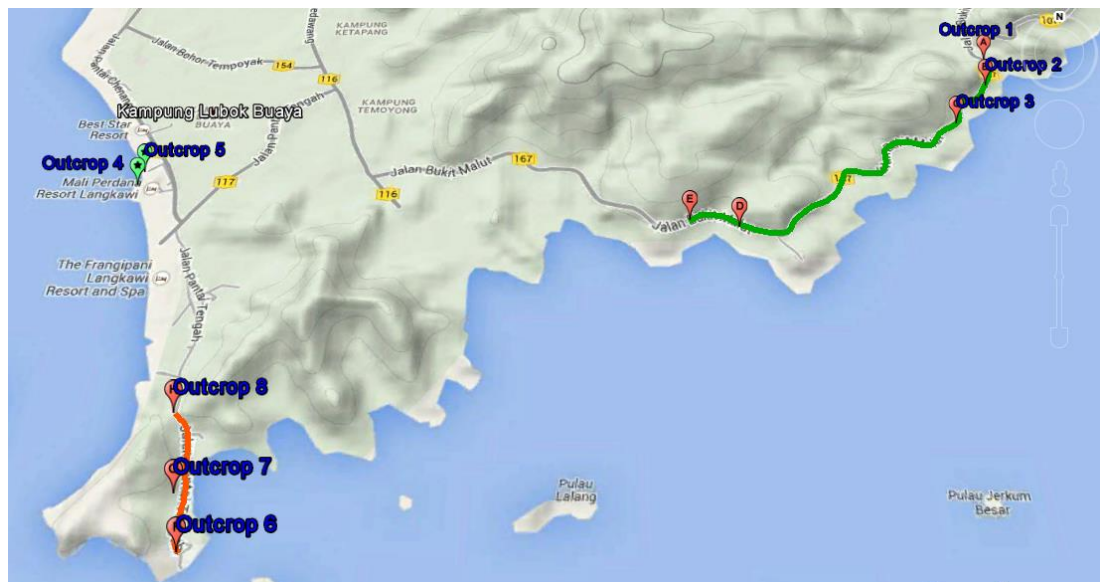 KAMPUNG
KETAPANG
N
Outcrop 1
A
Outcrop 2
Jalan Behor Tempoyak
154
116
Kampung Lubok Buaya
BUAYA
KAMPUNG
TEMOYONG
Outcrop 3
Best Star
Resort
Outcrop 5
Outcrop 4
Mali Perdana
Resort Langkawi
117
Jalan Bukit Malut
167
116
E
D
The Frangipani
Langkawi
Resort and Spa
Jalan Pantai Tengah
Outcrop 8
Outcrop 7
Outcrop 6
Pulau
Lalang
Pulau Jerkum
Besar